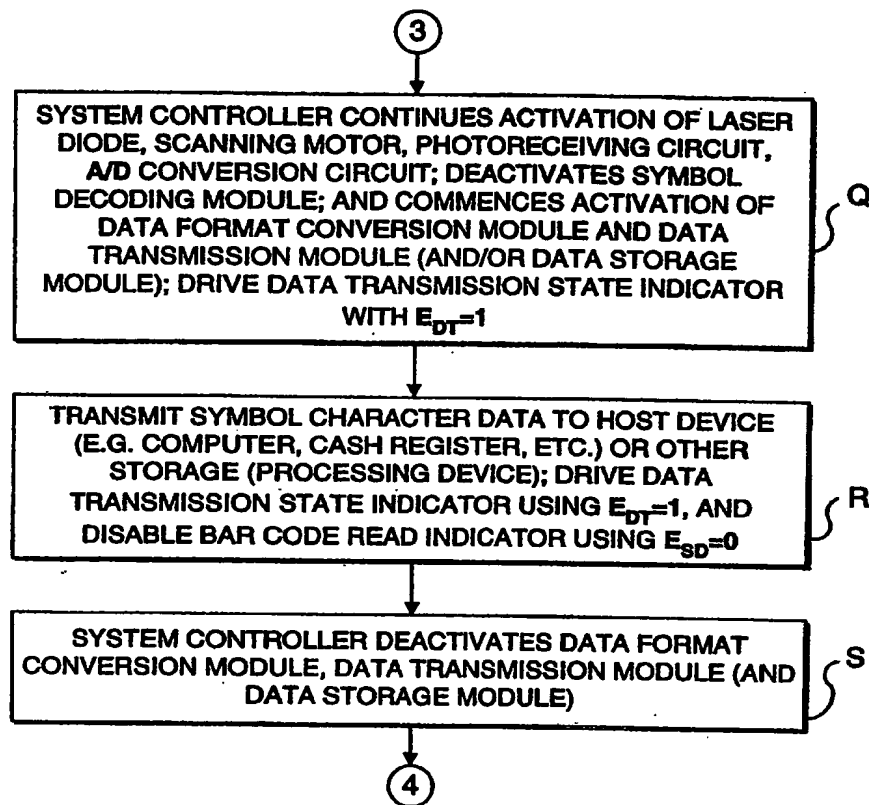 3
SYSTEM CONTROLLER CONTINUES ACTIVATION OF LASER
DIODE, SCANNING MOTOR, PHOTORECEIVING CIRCUIT,
A/D CONVERSION CIRCUIT; DEACTIVATES SYMBOL
DECODING MODULE; AND COMMENCES ACTIVATION OF
DATA FORMAT CONVERSION MODULE AND DATA
TRANSMISSION MODULE (AND/OR DATA STORAGE
MODULE); DRIVE DATA TRANSMISSION STATE INDICATOR
WITH E_DT=1
Q
TRANSMIT SYMBOL CHARACTER DATA TO HOST DEVICE
(E.G. COMPUTER, CASH REGISTER, ETC.) OR OTHER
STORAGE (PROCESSING DEVICE); DRIVE DATA
TRANSMISSION STATE INDICATOR USING E_DT=1, AND
DISABLE BAR CODE READ INDICATOR USING E_SD=0
R
SYSTEM CONTROLLER DEACTIVATES DATA FORMAT
CONVERSION MODULE, DATA TRANSMISSION MODULE (AND
DATA STORAGE MODULE)
S
4